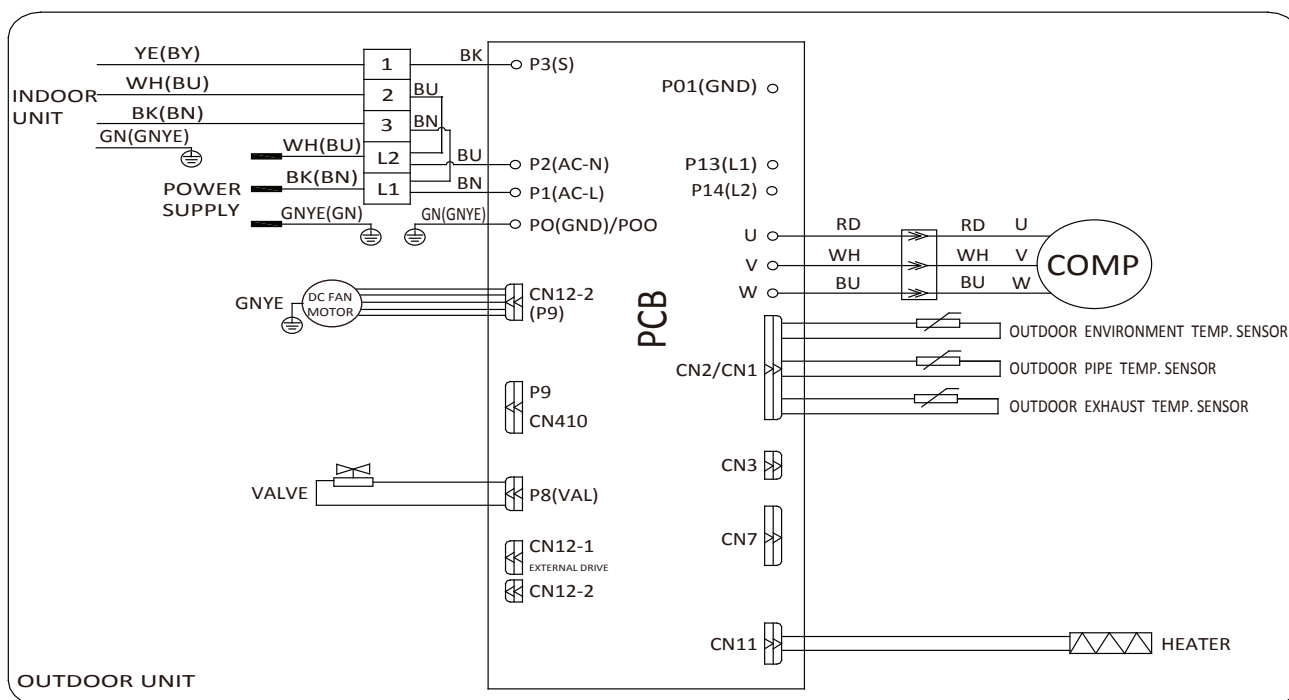 YE(BY)
1
BK
P3(S)
P01(GND)
INDOOR
UNIT
WH(BU)
2
BU
BK(BN)
3
BN
GN(GNYE)
WH(BU)
L2
BU
P2(AC-N)
P13(L1)
POWER
SUPPLY
BK(BN)
L1
BN
P1(AC-L)
P14(L2)
GNYE(GN)
GN(GNYE)
PO(GND)/POO
U
RD
RD
U
V
WH
WH
V
W
BU
BU
W
COMP
GNYE
DC FAN
MOTOR
CN12-2
(P9)
PCB
CN2/CN1
OUTDOOR ENVIRONMENT TEMP. SENSOR
OUTDOOR PIPE TEMP. SENSOR
OUTDOOR EXHAUST TEMP. SENSOR
P9
CN410
CN3
VALVE
P8(VAL)
CN7
CN12-1
EXTERNAL DRIVE
CN12-2
CN11
HEATER
OUTDOOR UNIT